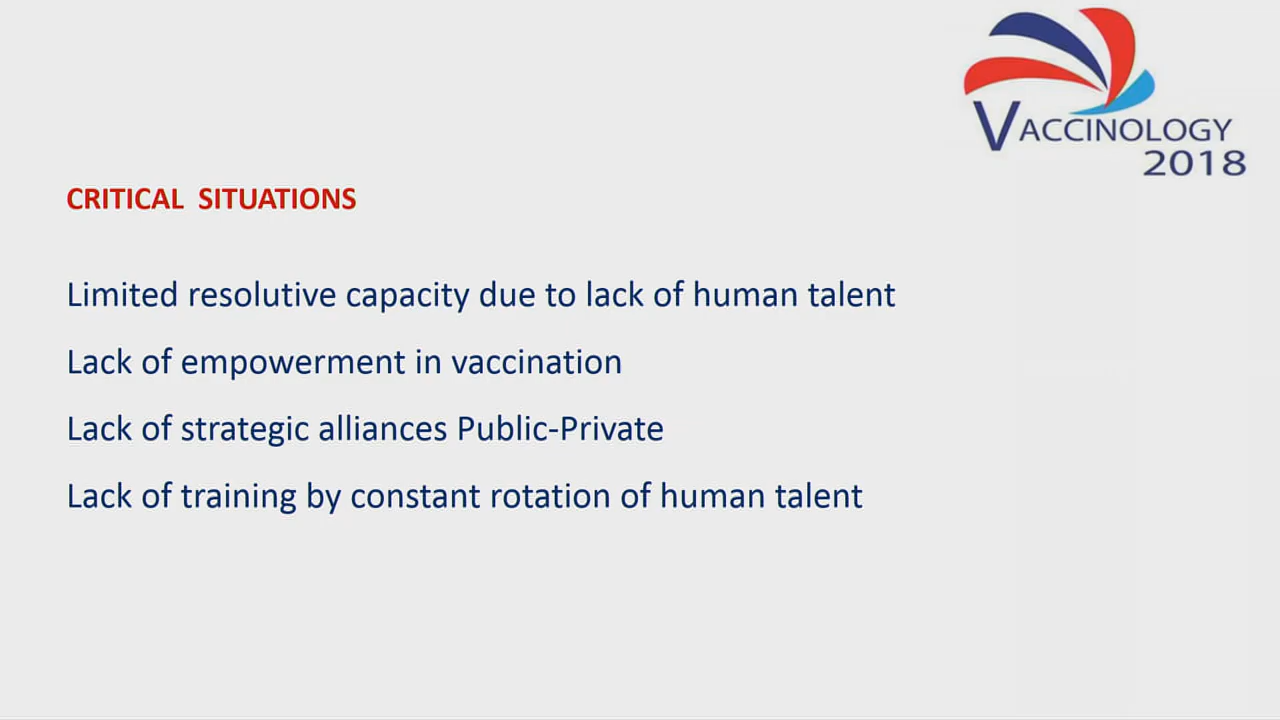 VACCINOLOGY
2018
CRITICAL SITUATIONS
Limited resolutive capacity due to lack of human talent
Lack of empowerment in vaccination
Lack of strategic alliances Public-Private
Lack of training by constant rotation of human talent